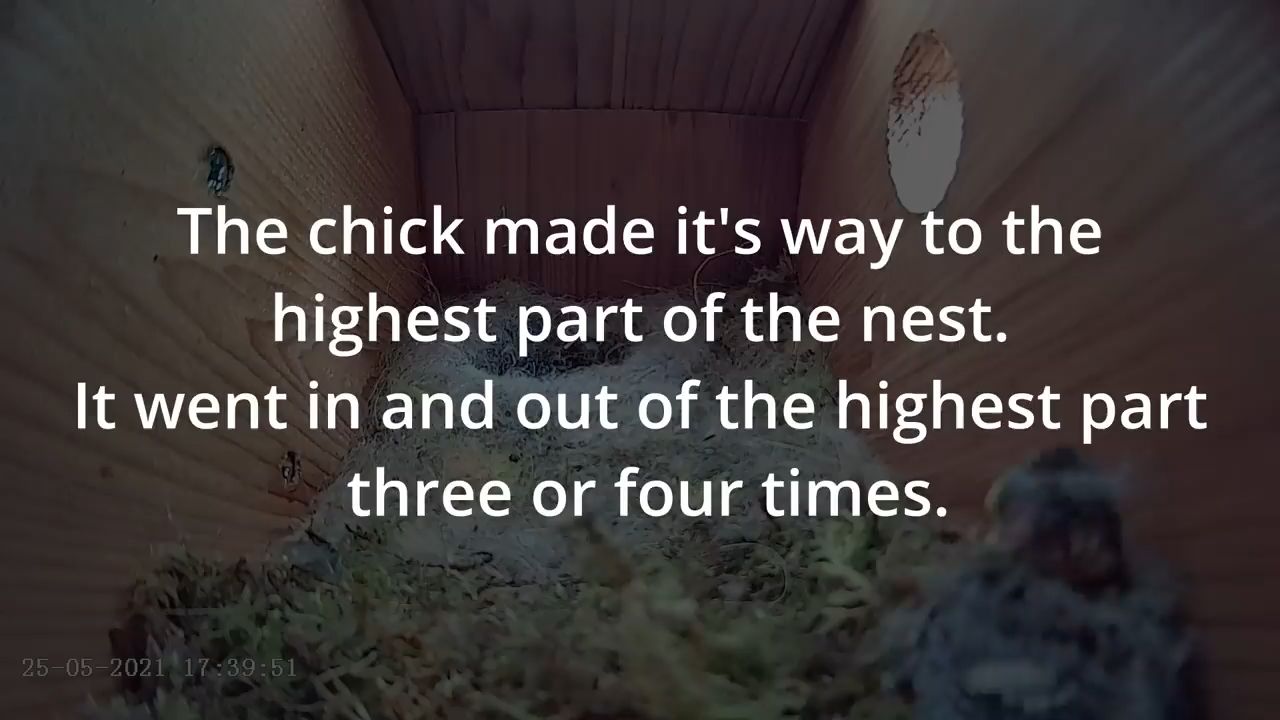 The chick made it's way to the
highest part of the nest.
It went in and out of the highest part
three or four times.
25-05-2021 17:39:51